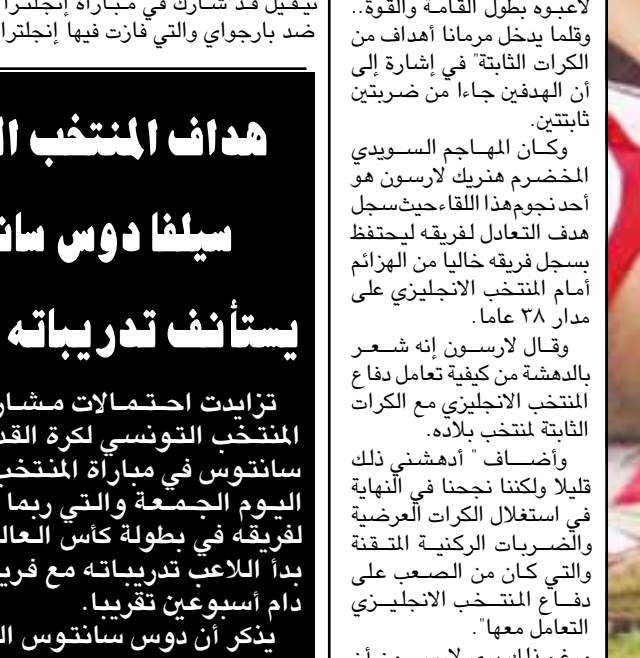 لاعبوه بطول القامة والقوة..
وقلما يدخل مرمانا أهداف من
الكرات الثابتة" في إشارة إلى
أن الهدفين جاءا من ضربتين
ثابتتين.
وكان المهاجم السويدي
المخضرم هنريك لارسون هو
أحد نجوم هذا اللقاء حيث سجل
هدف التعادل لفريقه ليحتفظ
بسجل فريقه خاليا من الهزائم
أمام المنتخب الانجليزي على
مدار ٣٨ عاما.
وقال لارسون إنه شعر
بالدهشة من كيفية تعامل دفاع
المنتخب الانجليزي مع الكرات
الثابتة لمنتخب بلاده.
وأضاف " أدهشني ذلك
قليلا ولكننا نجحنا في النهاية
في استغلال الكرات العرضية
والضربات الركنية المتقنة
والتي كان من الصعب على
دفاع المنتخب الانجليزي
التعامل معها".
قد شارك في مباراة إنجلترا
ضد بارجواي والتي فازت فيها إنجلترا
هداف المنتخب
سيلفا دوس
يستأنف تدريباته
تزايدت احتمالات
المنتخب التونسي لكرة
سانتوس في مباراة المنتخب
اليوم الجمعة والتي ربما
لفريقه في بطولة كأس
بدأ اللاعب تدريباته مع
دام أسبوعين تقريبا.
يذكر أن دوس سانتوس